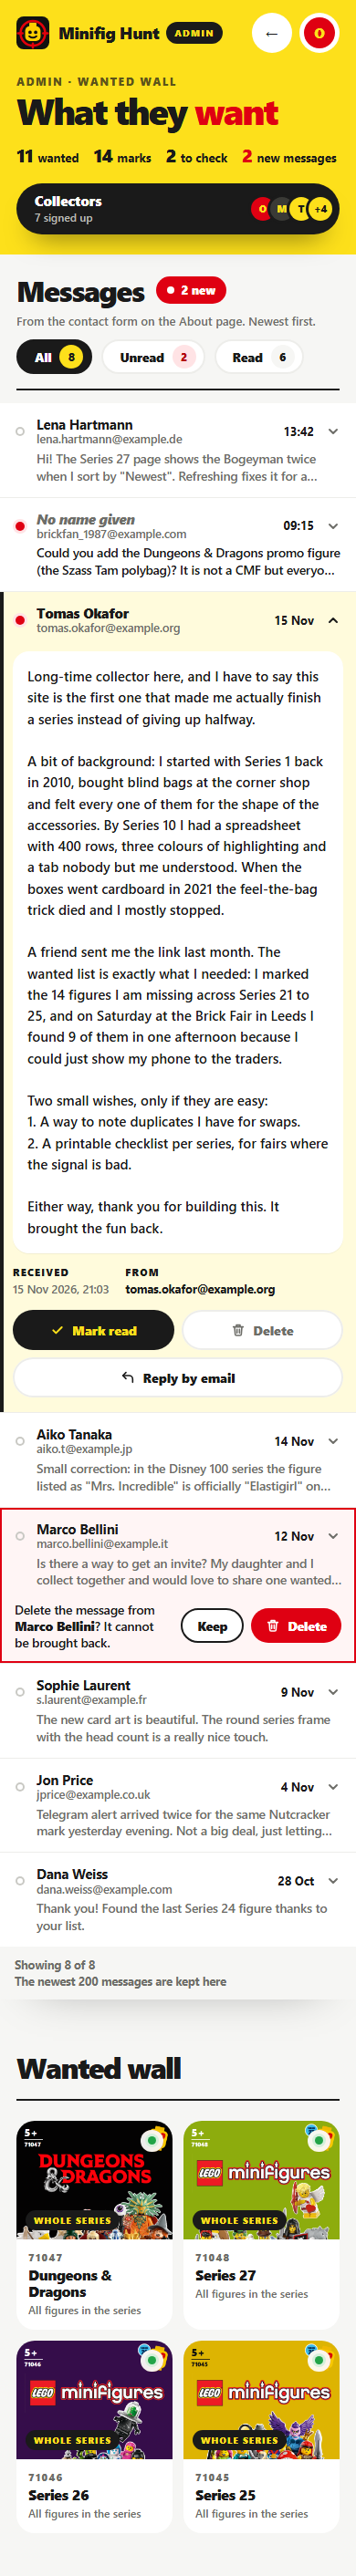 Minifig Hunt ADMIN ← O
ADMIN · WANTED WALL
What they want
11 wanted 14 marks 2 to check 2 new messages
Collectors
7 signed up
O M T +4
Messages 2 new
From the contact form on the About page. Newest first.
All 8 Unread 2 Read 6
Lena Hartmann
13:42
lena.hartmann@example.de
Hi! The Series 27 page shows the Bogeyman twice
when I sort by "Newest". Refreshing fixes it for a...
No name given
09:15
brickfan_1987@example.com
Could you add the Dungeons & Dragons promo figure
(the Szass Tam polybag)? It is not a CMF but everyo...
Tomas Okafor
15 Nov
tomas.okafor@example.org
Long-time collector here, and I have to say this
site is the first one that made me actually finish
a series instead of giving up halfway.
A bit of background: I started with Series 1 back
in 2010, bought blind bags at the corner shop
and felt every one of them for the shape of the
accessories. By Series 10 I had a spreadsheet
with 400 rows, three colours of highlighting and
a tab nobody but me understood. When the
boxes went cardboard in 2021 the feel-the-bag
trick died and I mostly stopped.
A friend sent me the link last month. The
wanted list is exactly what I needed: I marked
the 14 figures I am missing across Series 21 to
25, and on Saturday at the Brick Fair in Leeds I
found 9 of them in one afternoon because I
could just show my phone to the traders.
Two small wishes, only if they are easy:
1. A way to note duplicates I have for swaps.
2. A printable checklist per series, for fairs where
the signal is bad.
Either way, thank you for building this. It
brought the fun back.
RECEIVED FROM
15 Nov 2026, 21:03 tomas.okafor@example.org
Mark read Delete
Reply by email
Aiko Tanaka
14 Nov
aiko.t@example.jp
Small correction: in the Disney 100 series the figure
listed as "Mrs. Incredible" is officially "Elastigirl" on...
Marco Bellini
12 Nov
marco.bellini@example.it
Is there a way to get an invite? My daughter and I
collect together and would love to share one wanted...
Delete the message from
Marco Bellini? It cannot
be brought back.
Keep Delete
Sophie Laurent
9 Nov
s.laurent@example.fr
The new card art is beautiful. The round series frame
with the head count is a really nice touch.
Jon Price
4 Nov
jprice@example.co.uk
Telegram alert arrived twice for the same Nutcracker
mark yesterday evening. Not a big deal, just letting...
Dana Weiss
28 Oct
dana.weiss@example.com
Thank you! Found the last Series 24 figure thanks to
your list.
Showing 8 of 8
The newest 200 messages are kept here
Wanted wall
5+
71047
DUNGEONS
& DRAGONS
WHOLE SERIES
71047
Dungeons &
Dragons
All figures in the series
5+
71048
LEGO minifigures
WHOLE SERIES
71048
Series 27
All figures in the series
5+
71046
LEGO minifigures
WHOLE SERIES
71046
Series 26
All figures in the series
5+
71045
LEGO minifigures
WHOLE SERIES
71045
Series 25
All figures in the series